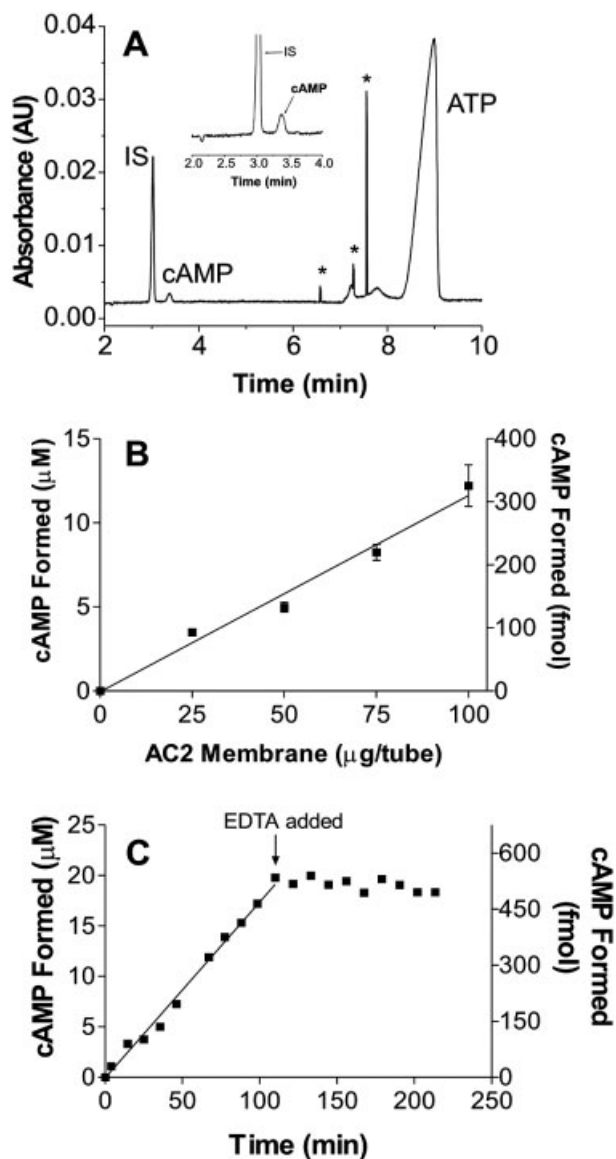 A
Absorbance (AU)
0.04
0.03
0.02
0.01
0.00
IS
cAMP
*
*
*
ATP
IS
cAMP
2.0 2.5 3.0 3.5 4.0
Time (min)
2 4 6 8 10
Time (min)
B
cAMP Formed (μM)
15
10
5
0
400
300
200
100
0
cAMP Formed (fmol)
0 25 50 75 100
AC2 Membrane (μg/tube)
C
EDTA added
cAMP Formed (μM)
25
20
15
10
5
0
600
450
300
150
0
cAMP Formed
(fmol)
0 50 100 150 200 250
Time (min)